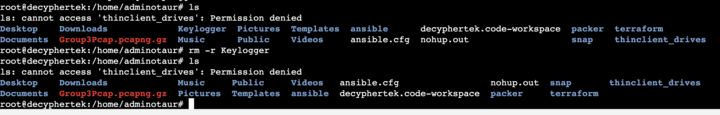 root@decyphertek:/home/adminotaur# ls
ls: cannot access 'thinclient_drives': Permission denied
Desktop    Downloads            Keylogger  Pictures  Templates  ansible      decyphertek.code-workspace  packer  terraform
Documents  Group3Pcap.pcapng.gz  Music      Public    Videos     ansible.cfg  nohup.out                   snap    thinclient_drives
root@decyphertek:/home/adminotaur# rm -r Keylogger
root@decyphertek:/home/adminotaur# ls
ls: cannot access 'thinclient_drives': Permission denied
Desktop    Downloads            Music     Public     Videos   ansible.cfg                 nohup.out  snap       thinclient_drives
Documents  Group3Pcap.pcapng.gz  Pictures  Templates  ansible  decyphertek.code-workspace  packer     terraform
root@decyphertek:/home/adminotaur#